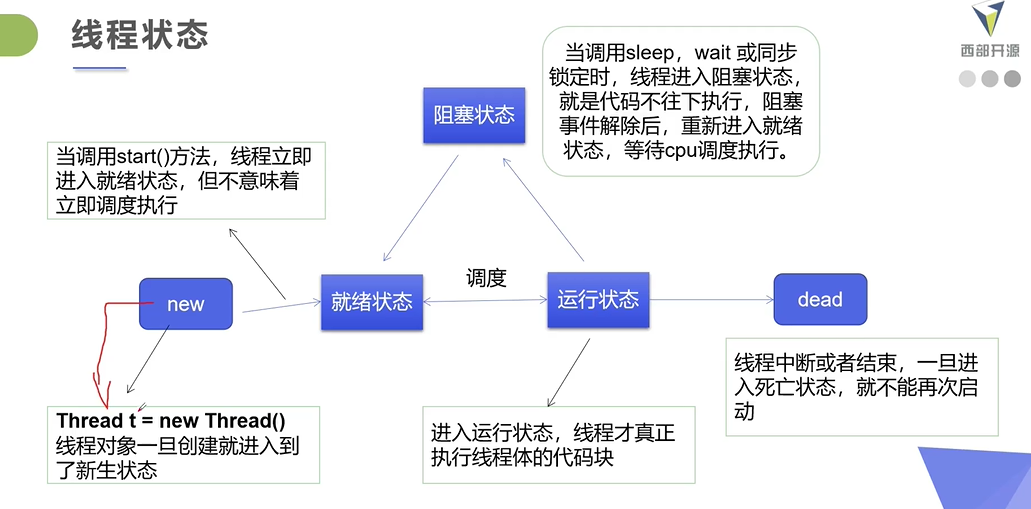 线程状态
西部开源
当调用sleep，wait 或同步
锁定时，线程进入阻塞状态，
就是代码不往下执行，阻塞
事件解除后，重新进入就绪
状态，等待cpu调度执行。
阻塞状态
当调用start()方法，线程立即
进入就绪状态，但不意味着
立即调度执行
new
就绪状态
调度
运行状态
dead
Thread t = new Thread()
线程对象一旦创建就进入到
了新生状态
进入运行状态，线程才真正
执行线程体的代码块
线程中断或者结束，一旦进
入死亡状态，就不能再次启
动